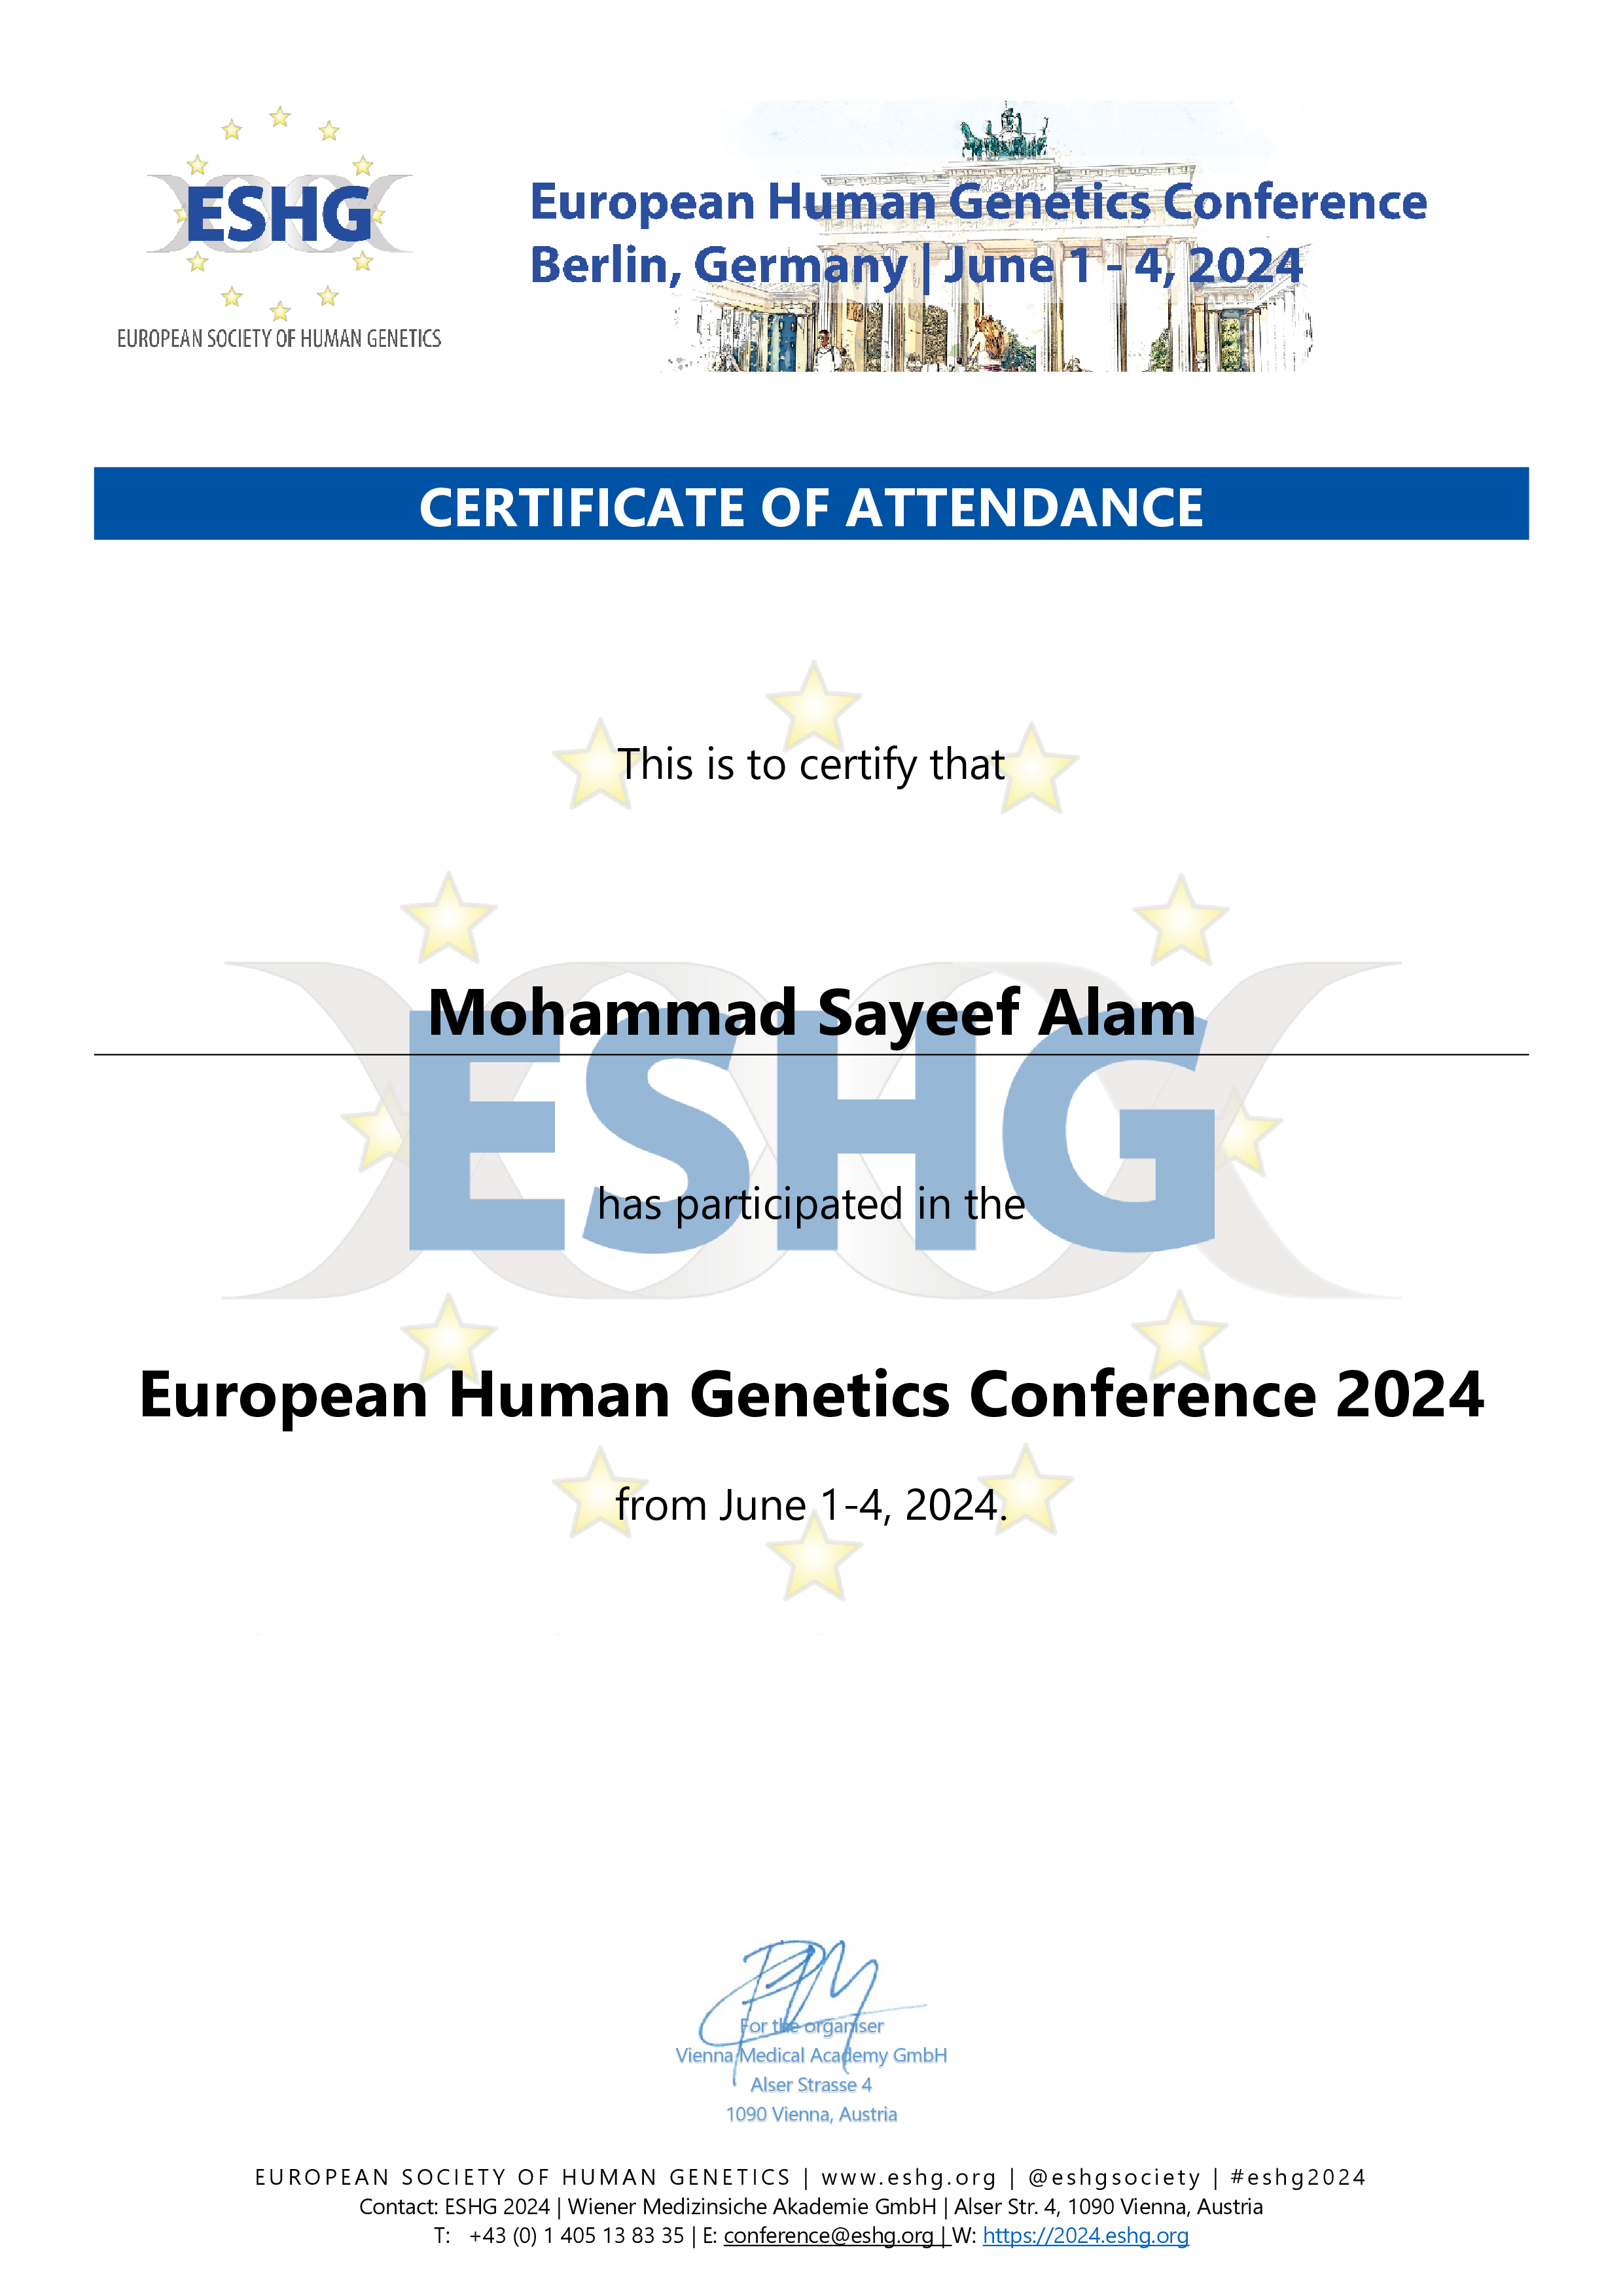 ESHG
EUROPEAN SOCIETY OF HUMAN GENETICS
European Human Genetics Conference
Berlin, Germany | June 1 - 4, 2024
CERTIFICATE OF ATTENDANCE
This is to certify that
Mohammad Sayeef Alam
ESHG
has participated in the
European Human Genetics Conference 2024
from June 1-4, 2024.
For the organiser
Vienna Medical Academy GmbH
Alser Strasse 4
1090 Vienna, Austria
EUROPEAN SOCIETY OF HUMAN GENETICS | www.eshg.org | @eshgsociety | #eshg2024
Contact: ESHG 2024 | Wiener Medizinsiche Akademie GmbH | Alser Str. 4, 1090 Vienna, Austria
T: +43 (0) 1 405 13 83 35 | E: conference@eshg.org | W: https://2024.eshg.org